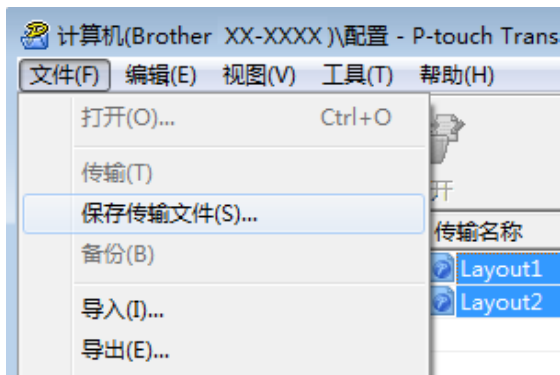 计算机(Brother XX-XXXX )\配置 - P-touch Trans
文件(F) 编辑(E) 视图(V) 工具(T) 帮助(H)
打开(O)... Ctrl+O
传输(T)
开
保存传输文件(S)...
传输名称
备份(B)
Layout1
导入(I)...
Layout2
导出(E)...